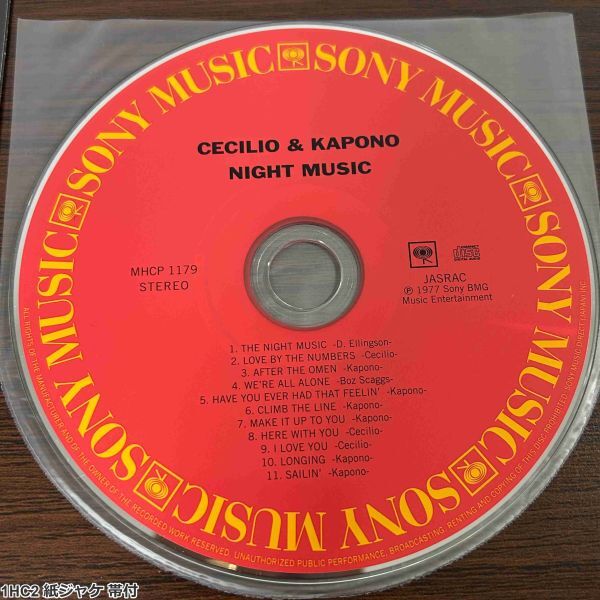 SONY MUSIC SONY MUSIC SONY MUSIC SONY MUSIC SONY MUSIC SONY MUSIC
CECILIO & KAPONO
NIGHT MUSIC
MHCP 1179
STEREO
JASRAC
℗ 1977 Sony BMG
Music Entertainment
1. THE NIGHT MUSIC -D. Ellingson-
2. LOVE BY THE NUMBERS -Cecilio-
3. AFTER THE OMEN -Kapono-
4. WE'RE ALL ALONE -Boz Scaggs-
5. HAVE YOU EVER HAD THAT FEELIN' -Kapono-
6. CLIMB THE LINE -Kapono-
7. MAKE IT UP TO YOU -Kapono-
8. HERE WITH YOU -Cecilio-
9. I LOVE YOU -Cecilio-
10. LONGING -Kapono-
11. SAILIN' -Kapono-
ALL RIGHTS OF THE MANUFACTURER AND OF THE OWNER OF THE RECORDED WORK RESERVED. UNAUTHORIZED PUBLIC PERFORMANCE, BROADCASTING, RENTING AND COPYING OF THIS DISC PROHIBITED. SONY MUSIC DIRECT (JAPAN) INC.
1HC2 紙ジャケ 帯付